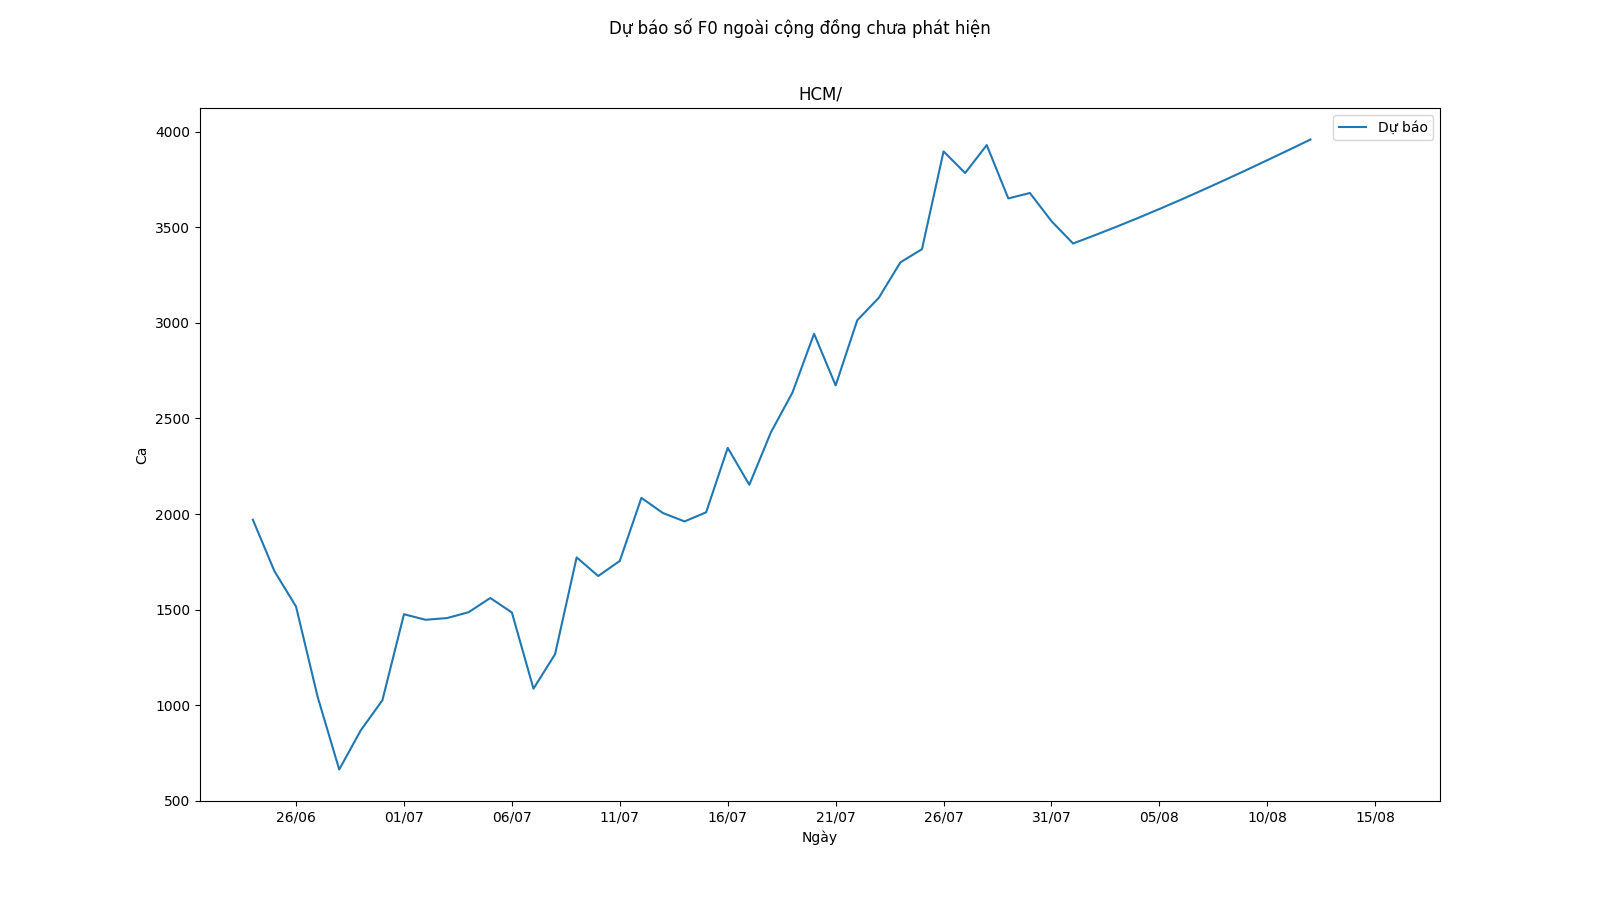 Dự báo số F0 ngoài cộng đồng chưa phát hiện
HCM/
Dự báo
4000
3500
3000
2500
2000
1500
1000
500
Ca
26/06 01/07 06/07 11/07 16/07 21/07 26/07 31/07 05/08 10/08 15/08
Ngày